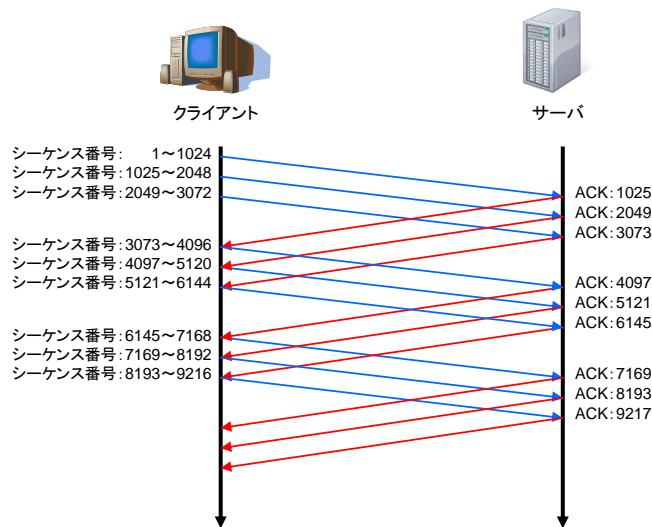 クライアント
サーバ
シーケンス番号: 1～1024
シーケンス番号:1025～2048
シーケンス番号:2049～3072
ACK:1025
ACK:2049
ACK:3073
シーケンス番号:3073～4096
シーケンス番号:4097～5120
シーケンス番号:5121～6144
ACK:4097
ACK:5121
ACK:6145
シーケンス番号:6145～7168
シーケンス番号:7169～8192
シーケンス番号:8193～9216
ACK:7169
ACK:8193
ACK:9217